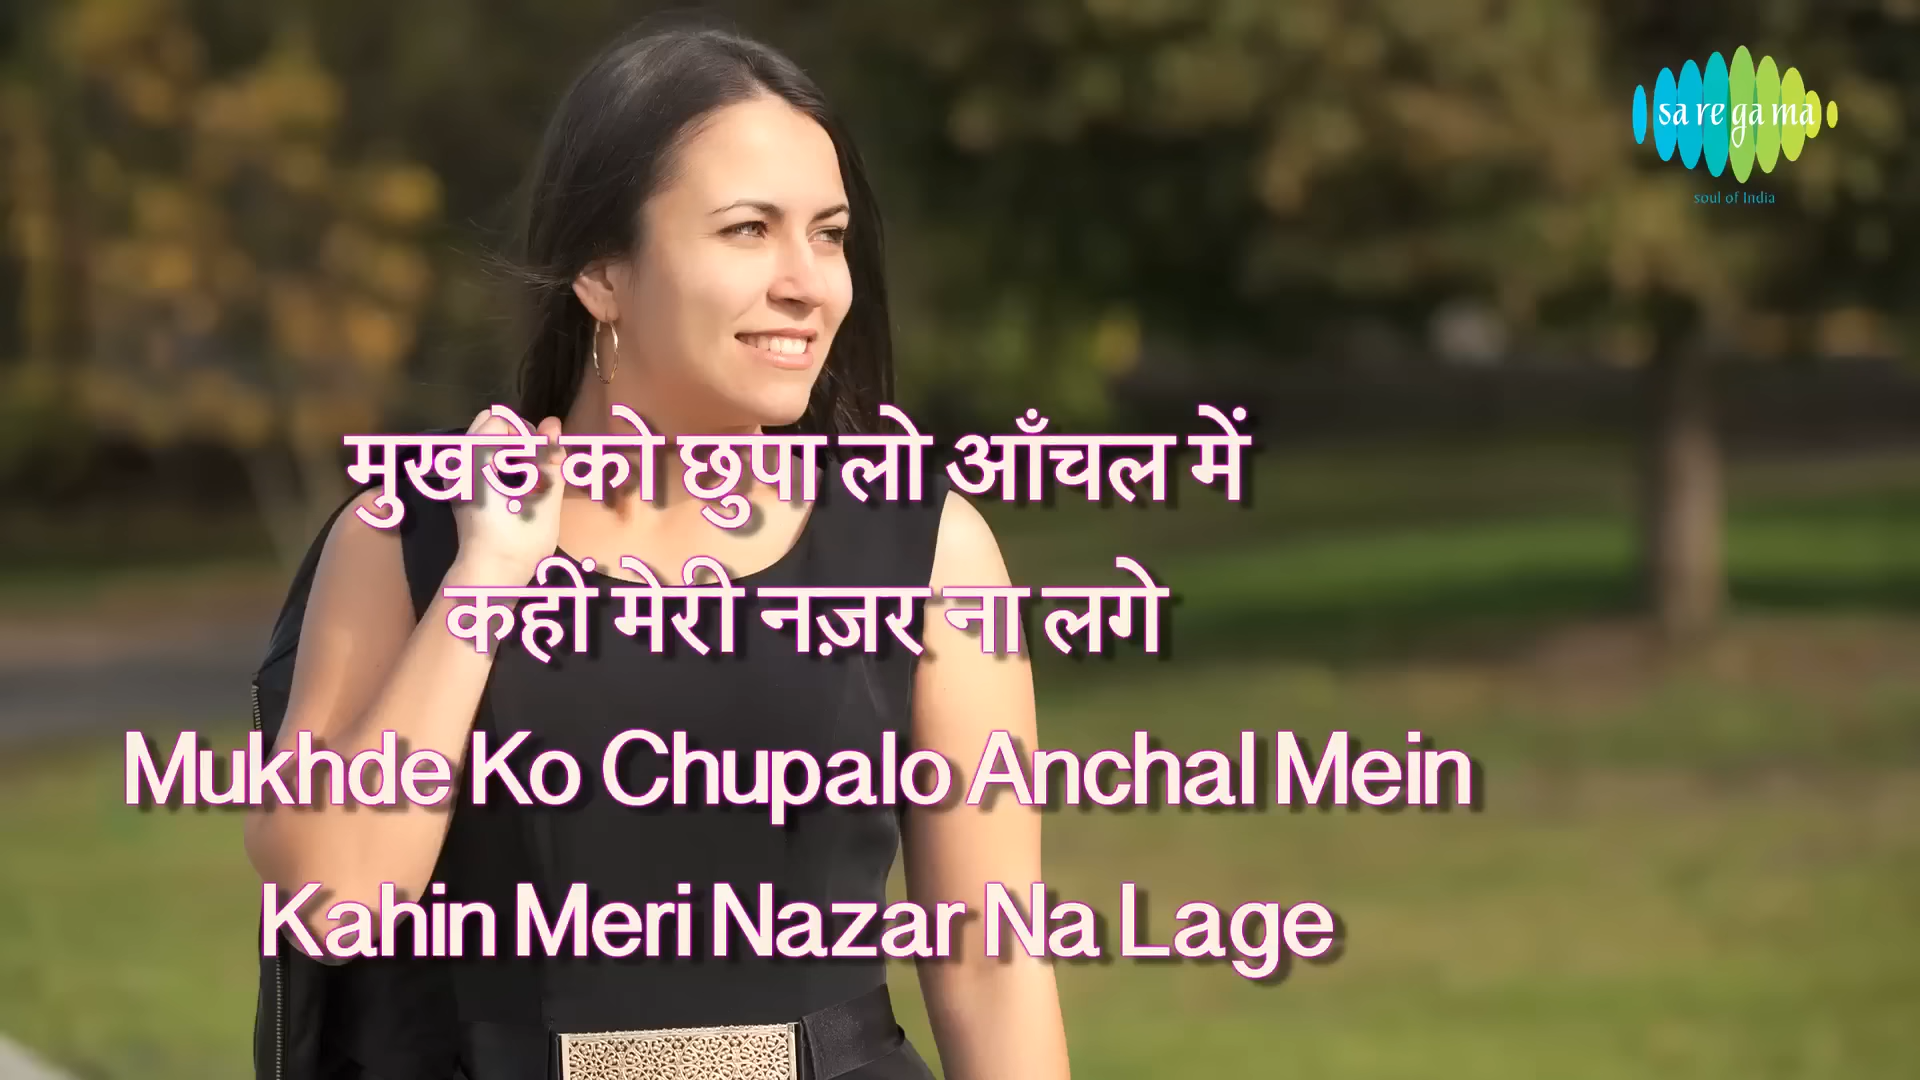 sa re ga ma
soul of India
मुखड़े को छुपा लो आँचल में
कहीं मेरी नज़र ना लगे
Mukhde Ko Chupalo Anchal Mein
Kahin Meri Nazar Na Lage